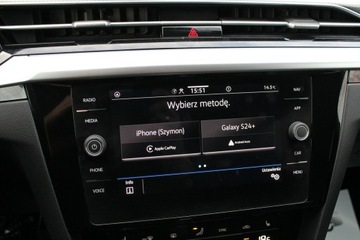 15:51
14.5°C
RADIO
NAV
Wybierz metodę.
APP
MEDIA
iPhone (Szymon)
Galaxy S24+
Apple CarPlay
Android Auto
PHONE
CAR
VOICE
Info
Ustawienia
MENU